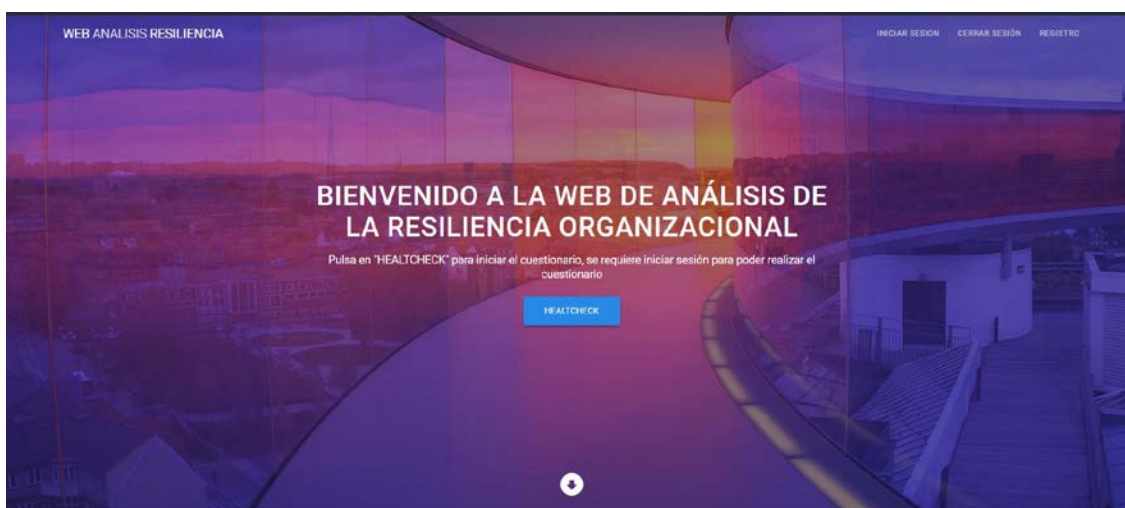 WEB ANALISIS RESILIENCIA
INICIAR SESION CERRAR SESIÓN REGISTRO
BIENVENIDO A LA WEB DE ANÁLISIS DE
LA RESILIENCIA ORGANIZACIONAL
Pulsa en "HEALTCHECK" para iniciar el cuestionario, se requiere iniciar sesión para poder realizar el
cuestionario
HEALTCHECK